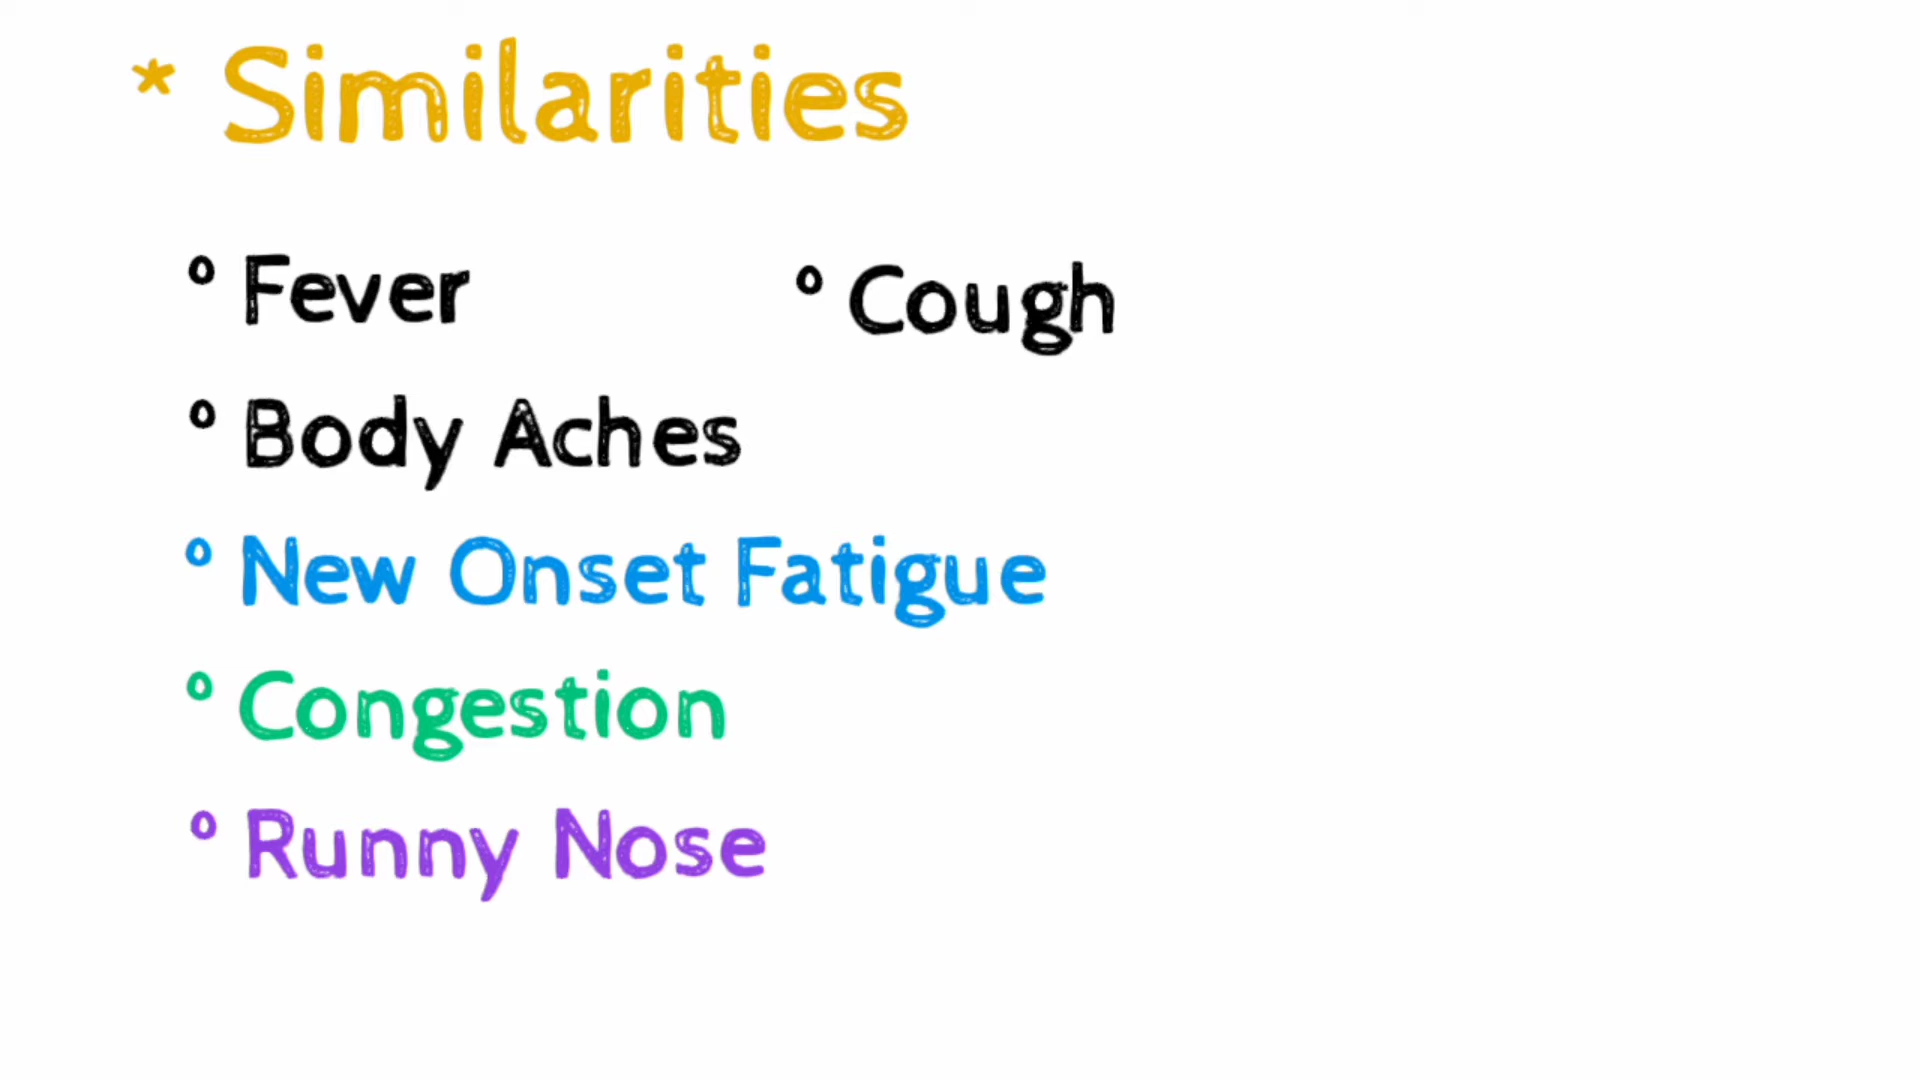 * Similarities
° Fever
° Cough
° Body Aches
° New Onset Fatigue
° Congestion
° Runny Nose